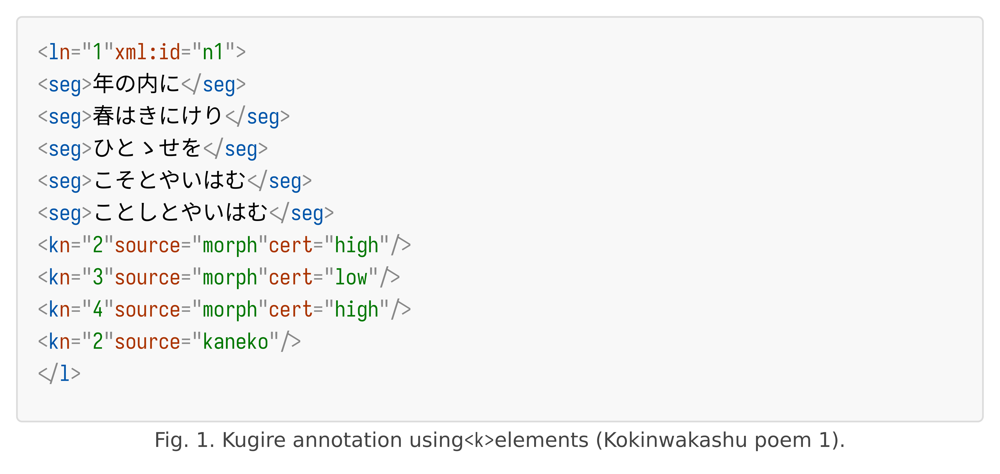 <ln="1"xml:id="n1">
<seg>年の内に</seg>
<seg>春はきにけり</seg>
<seg>ひとゝせを</seg>
<seg>こそとやいはむ</seg>
<seg>ことしとやいはむ</seg>
<kn="2"source="morph"cert="high"/>
<kn="3"source="morph"cert="low"/>
<kn="4"source="morph"cert="high"/>
<kn="2"source="kaneko"/>
</l>
Fig. 1. Kugire annotation using<k>elements (Kokinwakashu poem 1).